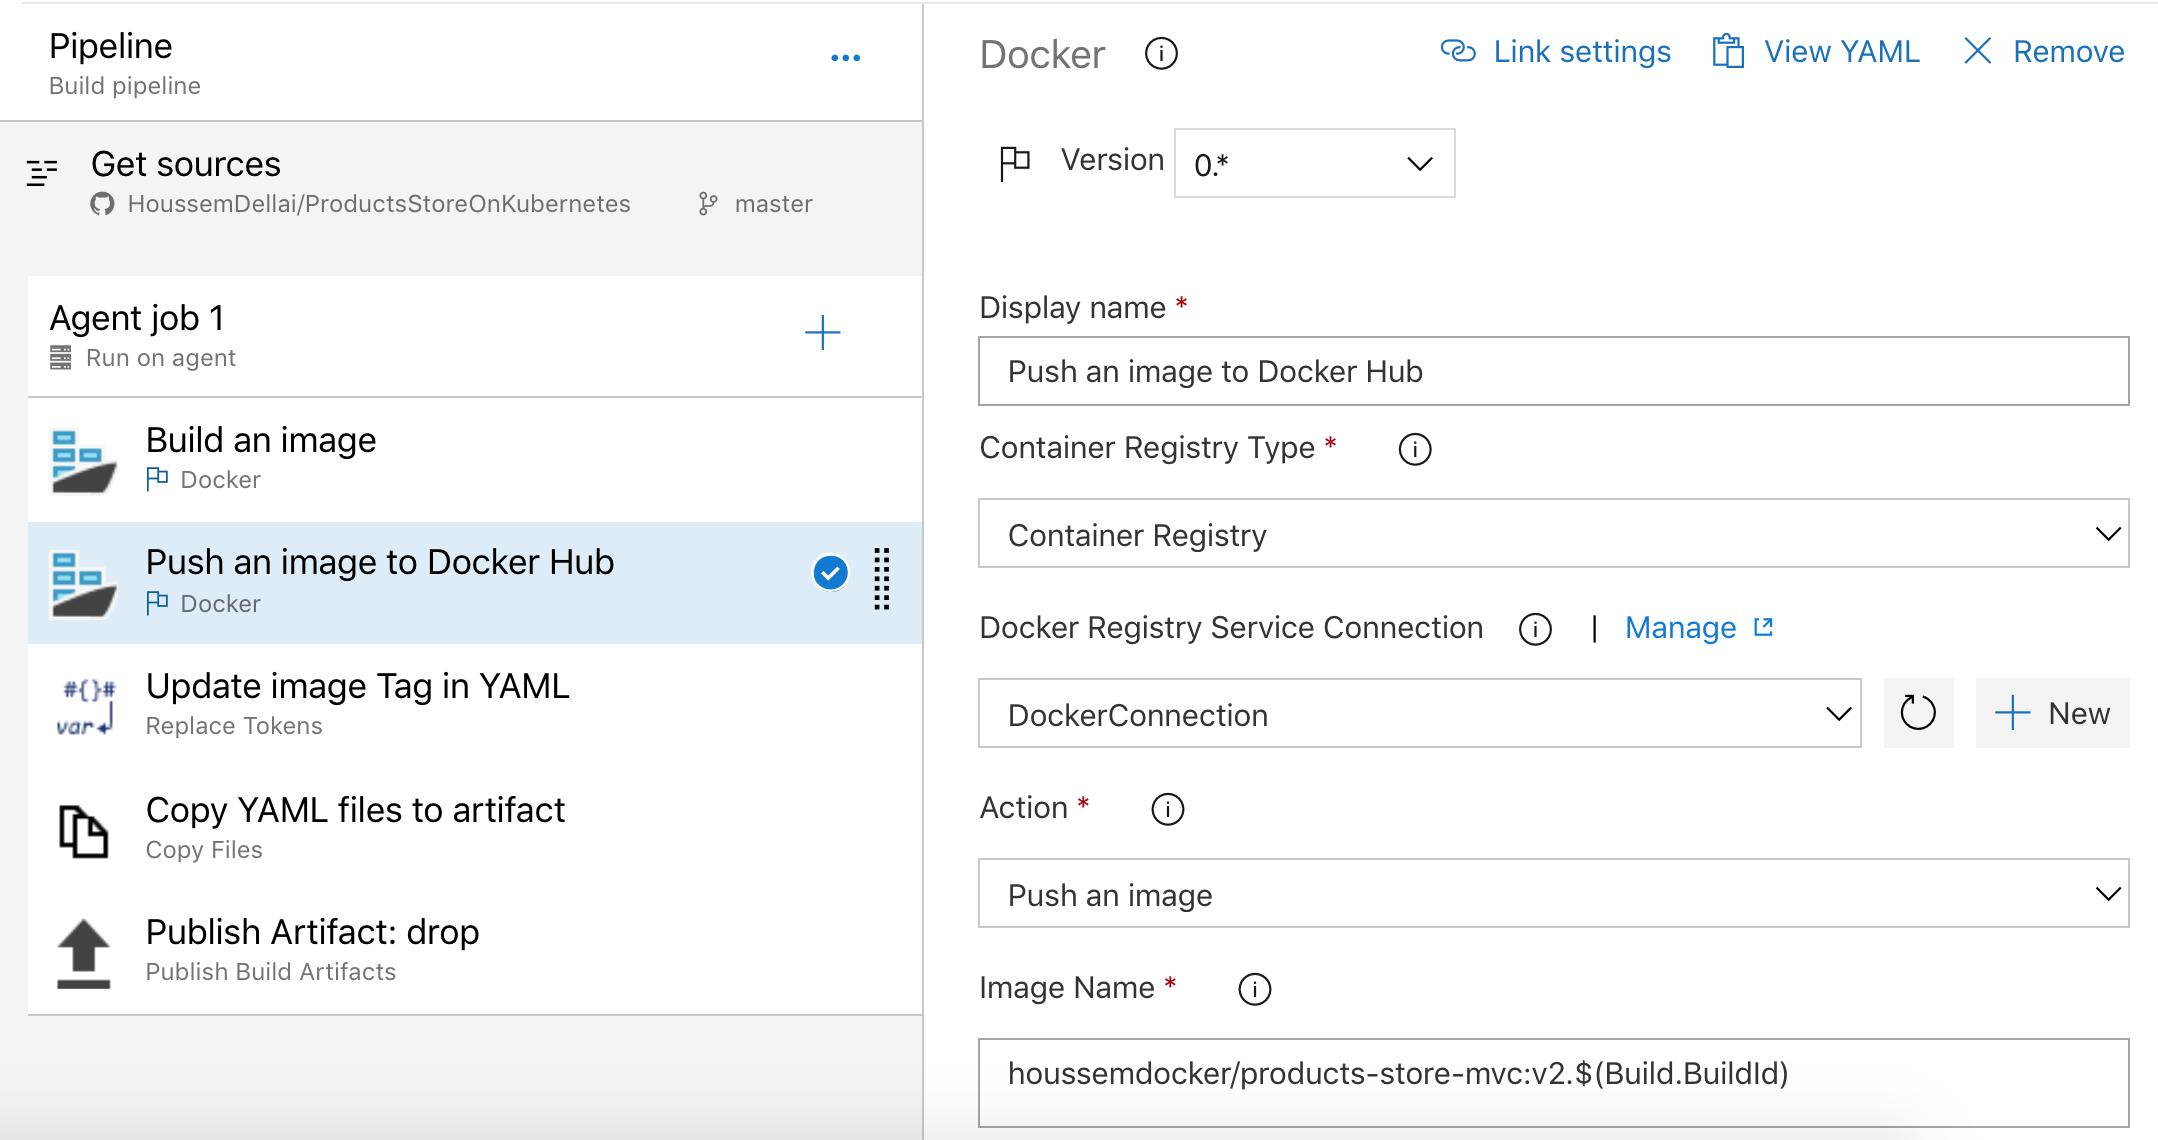 Pipeline
Build pipeline
Get sources
HoussemDellai/ProductsStoreOnKubernetes master
Agent job 1
Run on agent
Build an image
Docker
Push an image to Docker Hub
Docker
#{}#
var
Update image Tag in YAML
Replace Tokens
Copy YAML files to artifact
Copy Files
Publish Artifact: drop
Publish Build Artifacts
Docker
Link settings
View YAML
Remove
Version 0.*
Display name *
Push an image to Docker Hub
Container Registry Type *
Container Registry
Docker Registry Service Connection | Manage
DockerConnection
New
Action *
Push an image
Image Name *
houssemdocker/products-store-mvc:v2.$(Build.BuildId)